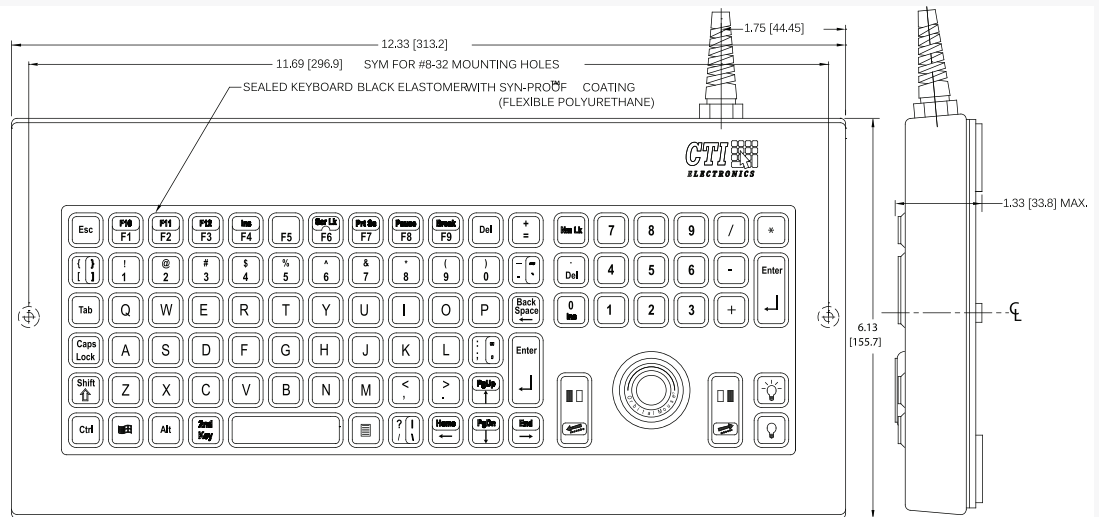 1.75 [44.45]
12.33 [313.2]
11.69 [296.9] SYM FOR #8-32 MOUNTING HOLES
SEALED KEYBOARD BLACK ELASTOMERWITH SYN-PROOF™ COATING
(FLEXIBLE POLYURETHANE)
CTI
ELECTRONICS
1.33 [33.8] MAX.
6.13
[155.7]
Esc F10 F1 F11 F2 F12 F3 Ins F4 F5 Scr Lk F6 Prt Sc F7 Pause F8 Break F9 Del + =
Nm Lk 7 8 9 / *
{ [ } ] ! 1 @ 2 # 3 $ 4 % 5 ^ 6 & 7 * 8 ( 9 ) 0 _ - ~ `
. Del 4 5 6 - Enter
Tab Q W E R T Y U I O P Back Space
0 Ins 1 2 3 +
Caps Lock A S D F G H J K L : ; " ' Enter
Shift Z X C V B N M < , > . PgUp
Orbital Mouse
Ctrl Alt 2nd Key ? / | \ Home PgDn End